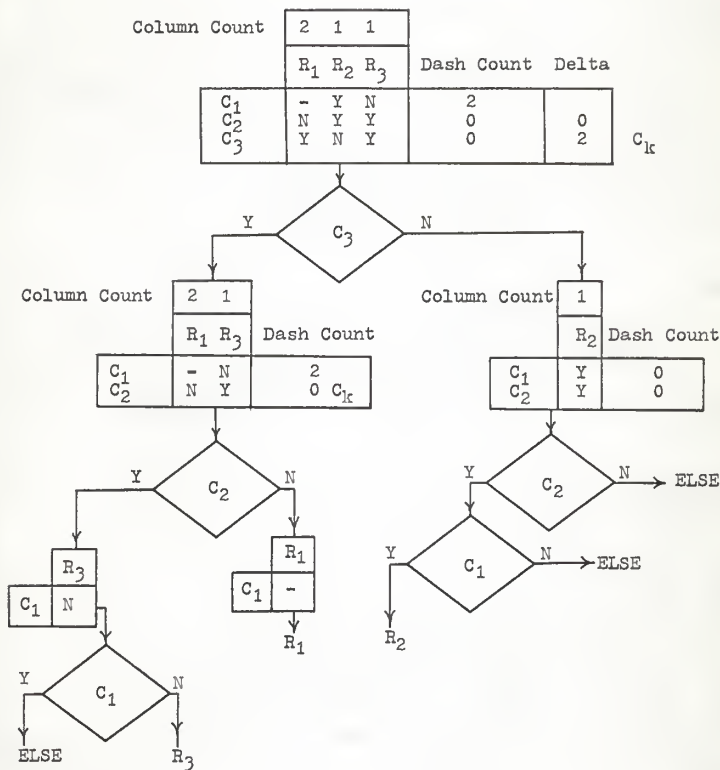 Column Count 2 1 1
R1 R2 R3 Dash Count Delta
C1 - Y N 2
C2 N Y Y 0 0
C3 Y N Y 0 2 Ck
Y C3 N
Column Count 2 1
R1 R3 Dash Count
C1 - N 2
C2 N Y 0 Ck
Column Count 1
R2 Dash Count
C1 Y 0
C2 Y 0
Y C2 N
R3
C1 N
Y C1 N
ELSE
R3
R1
C1 -
R1
Y C2 N ELSE
Y C1 N ELSE
R2